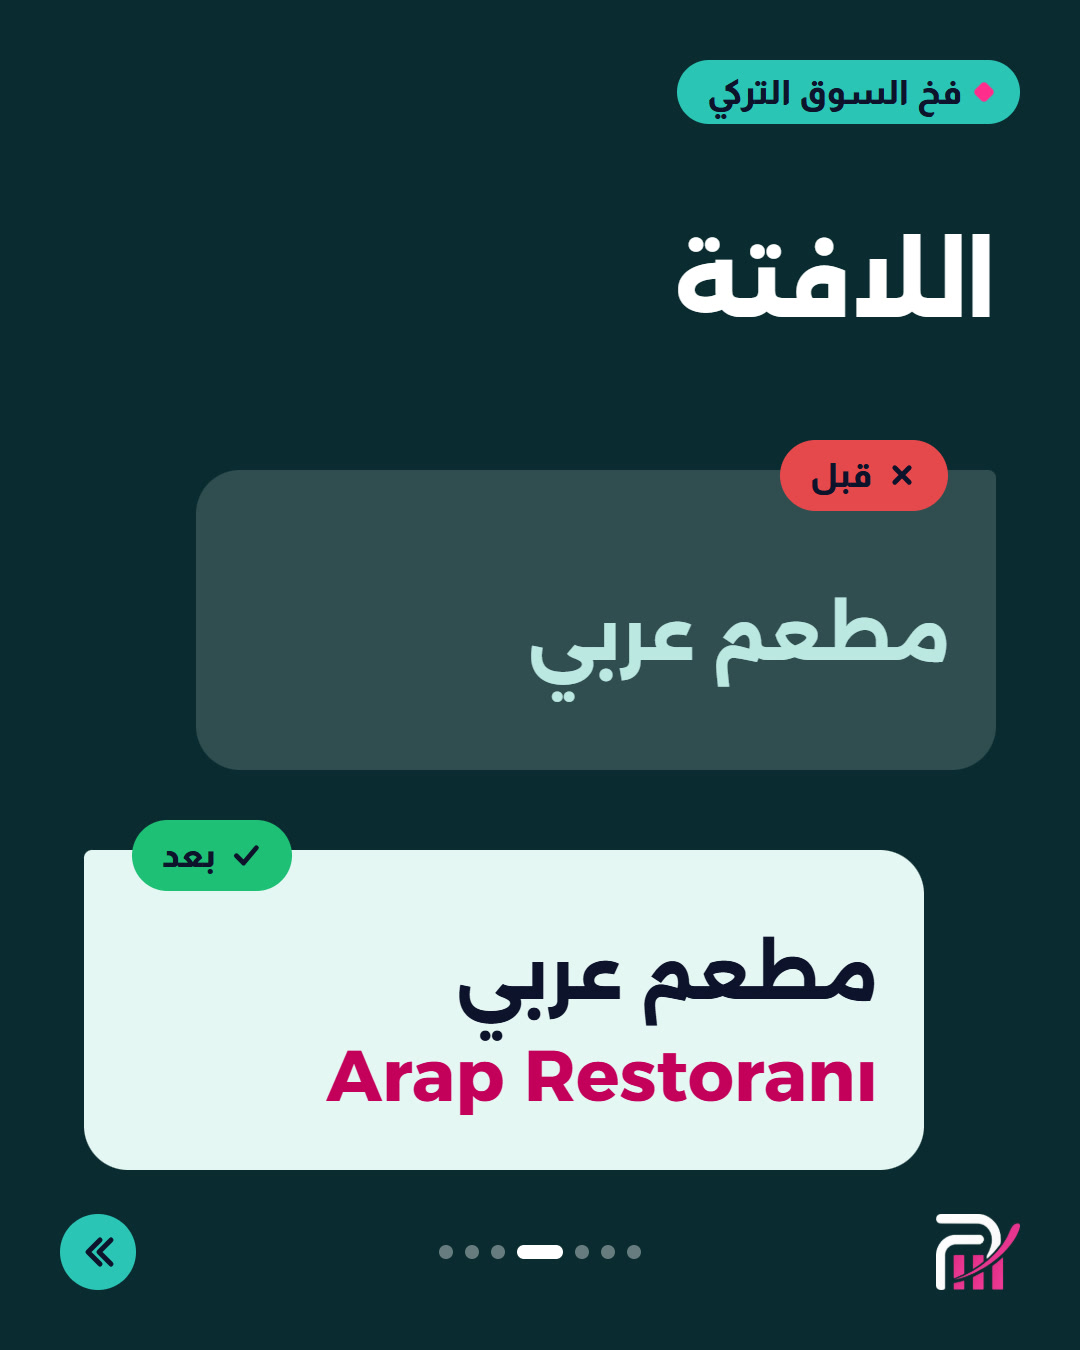 فخ السوق التركي
اللافتة
قبل
مطعم عربي
بعد
مطعم عربي
Arap Restoranı